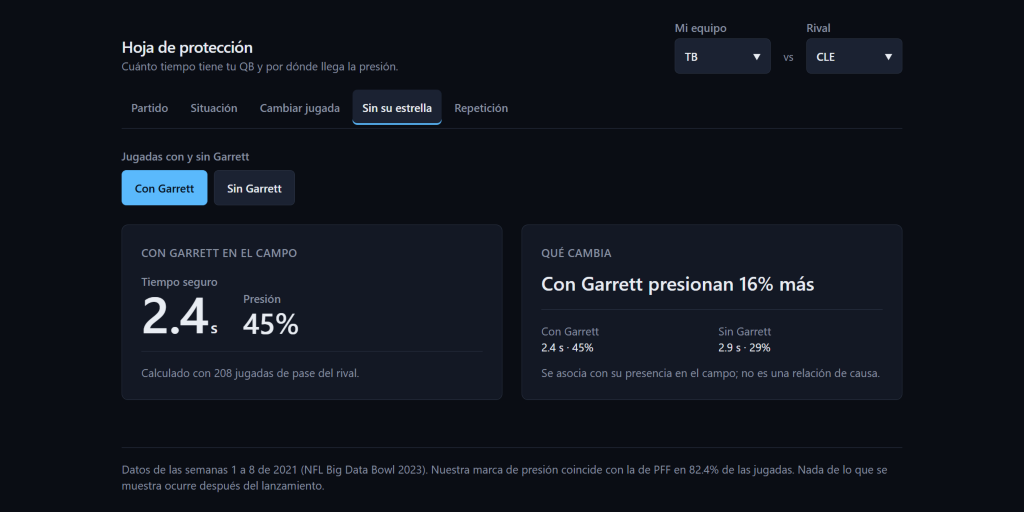 Hoja de protección
Cuánto tiempo tiene tu QB y por dónde llega la presión.
Mi equipo
TB
vs
Rival
CLE
Partido
Situación
Cambiar jugada
Sin su estrella
Repetición
Jugadas con y sin Garrett
Con Garrett
Sin Garrett
CON GARRETT EN EL CAMPO
Tiempo seguro
2.4 s
Presión
45%
Calculado con 208 jugadas de pase del rival.
QUÉ CAMBIA
Con Garrett presionan 16% más
Con Garrett
2.4 s · 45%
Sin Garrett
2.9 s · 29%
Se asocia con su presencia en el campo; no es una relación de causa.
Datos de las semanas 1 a 8 de 2021 (NFL Big Data Bowl 2023). Nuestra marca de presión coincide con la de PFF en 82.4% de las jugadas. Nada de lo que se
muestra ocurre después del lanzamiento.